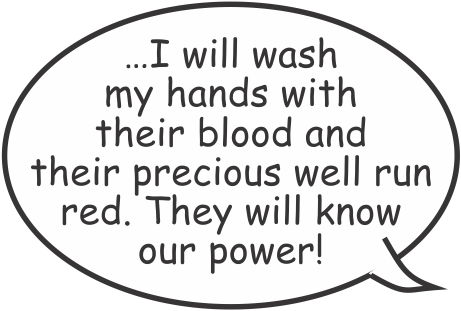 ...I will wash
my hands with
their blood and
their precious well run
red. They will know
our power!